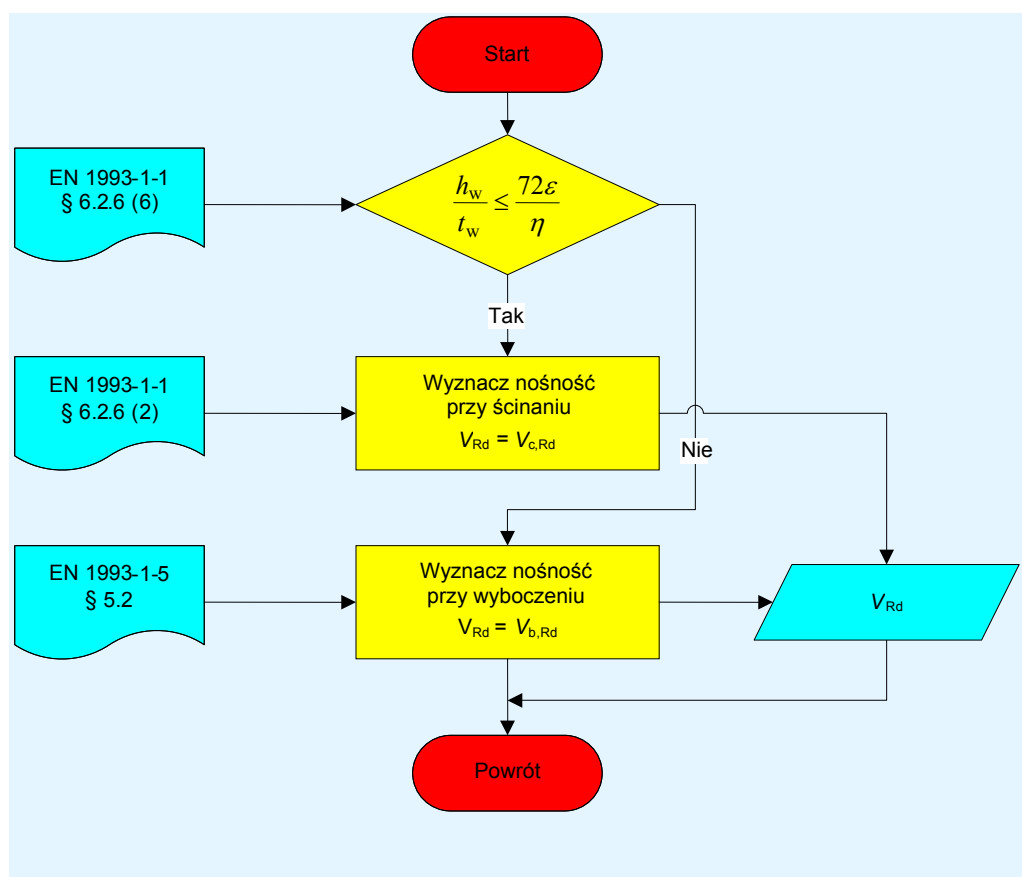 Start
EN 1993-1-1
§ 6.2.6 (6)
h_w / t_w ≤ 72ε / η
Tak
EN 1993-1-1
§ 6.2.6 (2)
Wyznacz nośność
przy ścinaniu
V_Rd = V_c,Rd
Nie
EN 1993-1-5
§ 5.2
Wyznacz nośność
przy wyboczeniu
V_Rd = V_b,Rd
V_Rd
Powrót